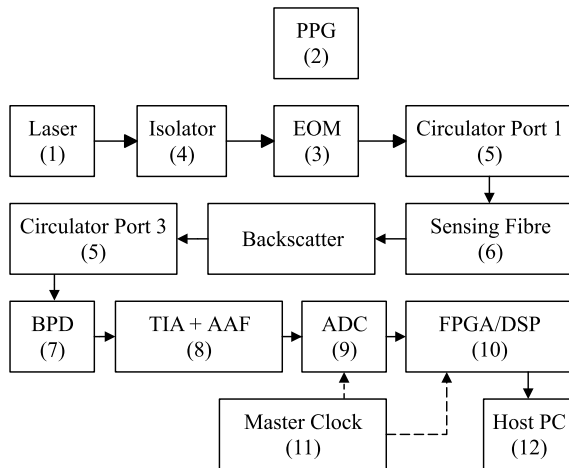 PPG
(2)
Laser
(1)
Isolator
(4)
EOM
(3)
Circulator Port 1
(5)
Circulator Port 3
(5)
Backscatter
Sensing Fibre
(6)
BPD
(7)
TIA + AAF
(8)
ADC
(9)
FPGA/DSP
(10)
Master Clock
(11)
Host PC
(12)